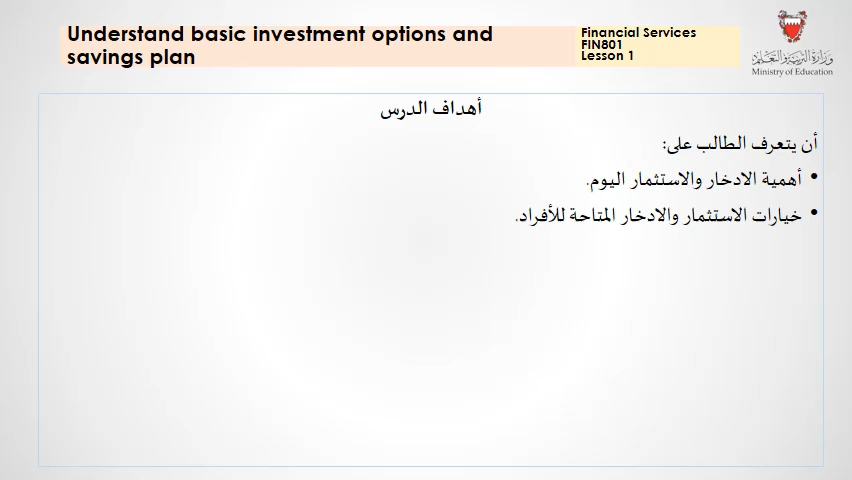 Understand basic investment options and
savings plan
Financial Services
FIN801
Lesson 1
وزارة التربية والتعليم
Ministry of Education
أهداف الدرس
أن يتعرف الطالب على:
• أهمية الادخار والاستثمار اليوم.
• خيارات الاستثمار والادخار المتاحة للأفراد.